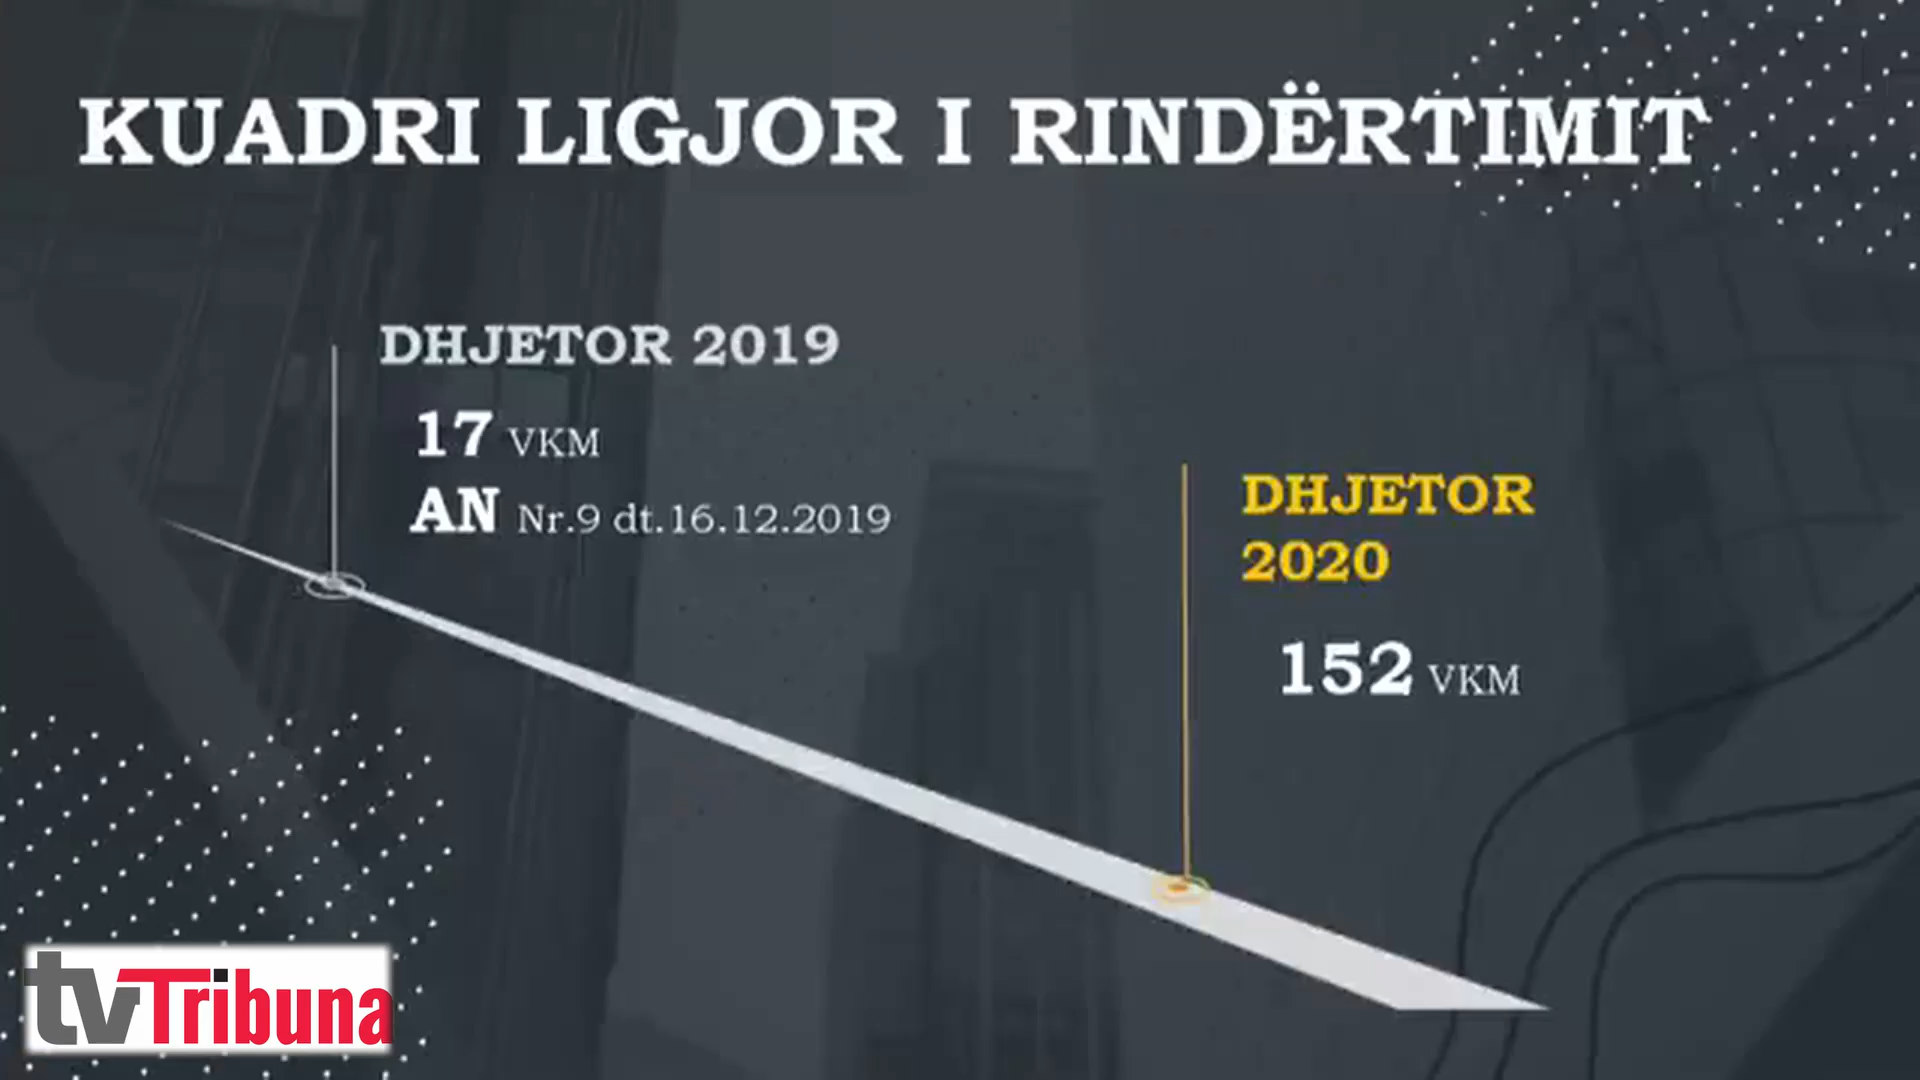 KUADRI LIGJOR I RINDËRTIMIT
DHJETOR 2019
17 VKM
AN Nr.9 dt.16.12.2019
DHJETOR
2020
152 VKM
tvTribuna